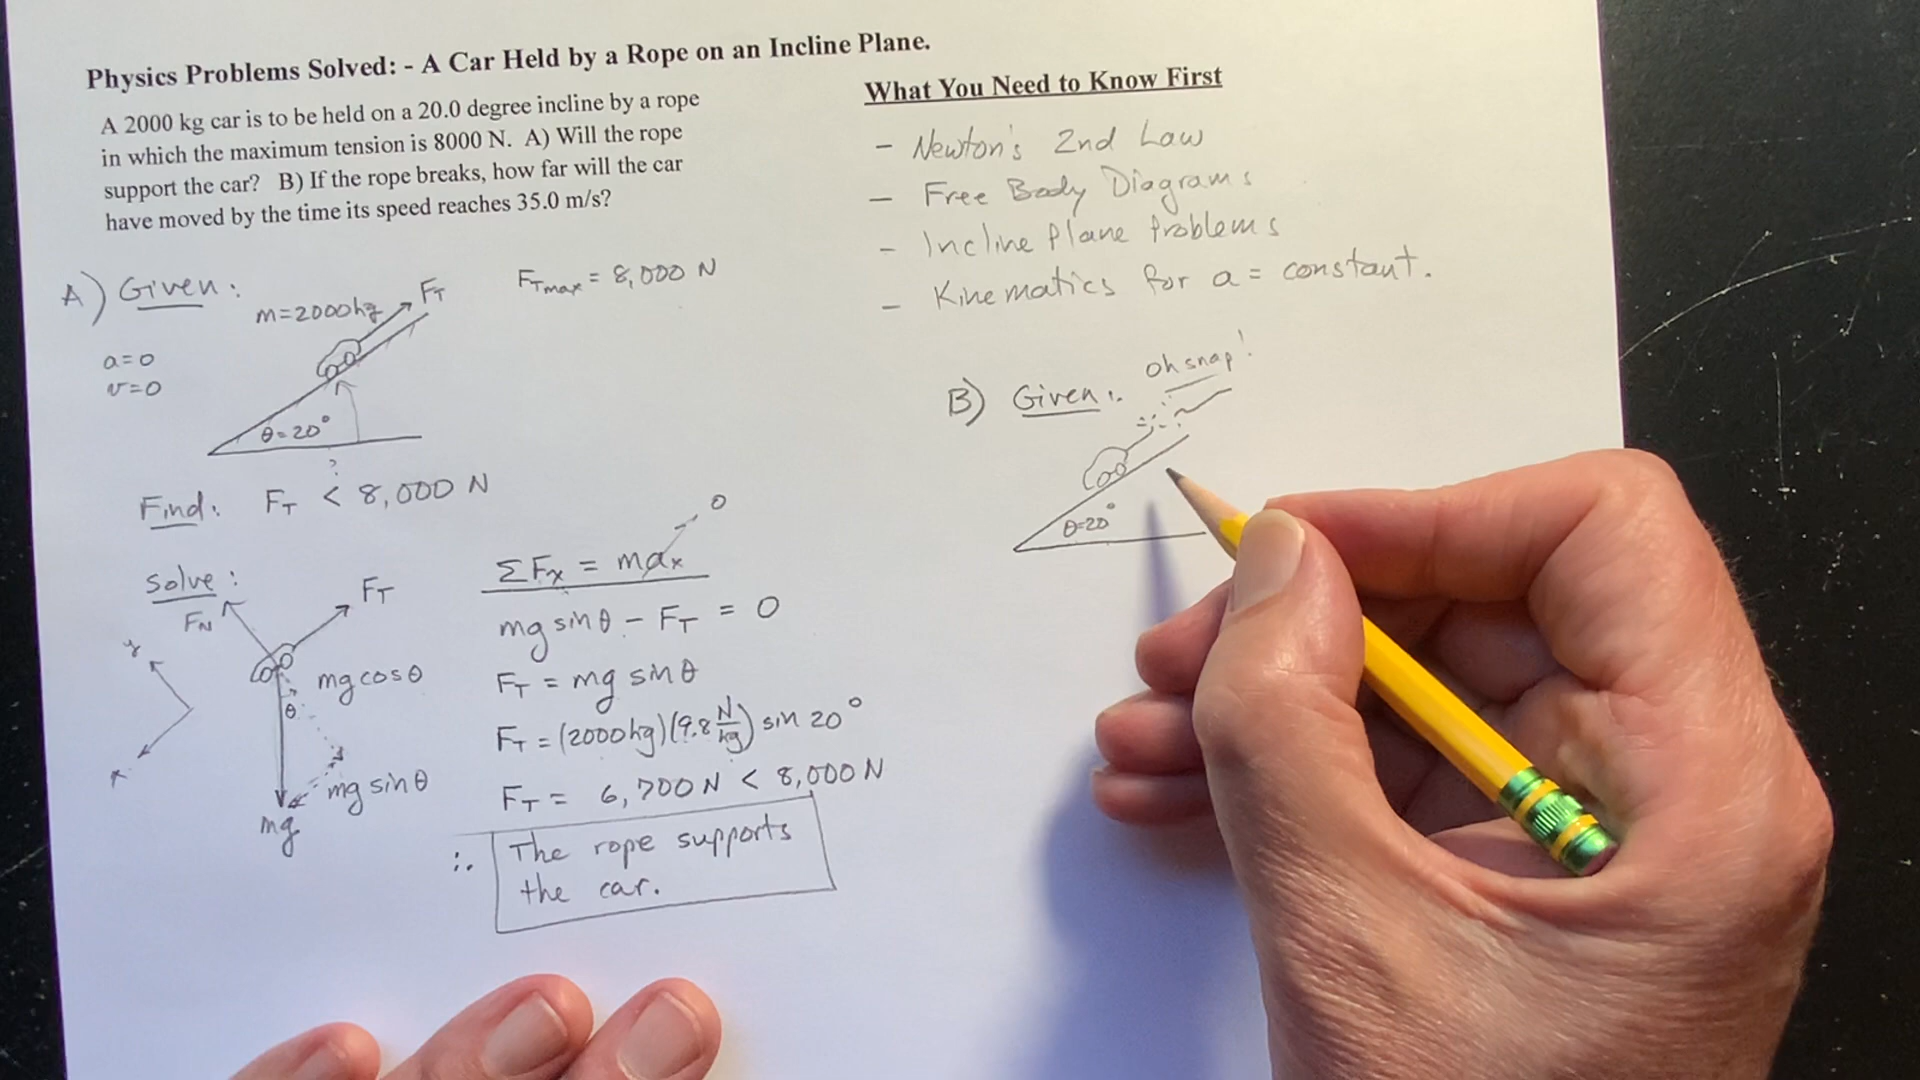 Physics Problems Solved: - A Car Held by a Rope on an Incline Plane.
A 2000 kg car is to be held on a 20.0 degree incline by a rope
in which the maximum tension is 8000 N. A) Will the rope
support the car? B) If the rope breaks, how far will the car
have moved by the time its speed reaches 35.0 m/s?
A) Given:
m=2000kg
FT
FTmax = 8,000 N
a=0
v=0
θ=20°
?
Find: FT < 8,000 N
Solve:
FN
FT
y
x
mg cosθ
θ
mg sinθ
mg
ΣFx = max
0
mg sinθ - FT = 0
FT = mg sinθ
FT = (2000kg)(9.8 N/kg) sin 20°
FT = 6,700N < 8,000N
∴ The rope supports
the car.
What You Need to Know First
- Newton's 2nd Law
- Free Body Diagrams
- Incline Plane Problems
- Kinematics for a = constant.
B) Given:
oh snap!
θ=20°